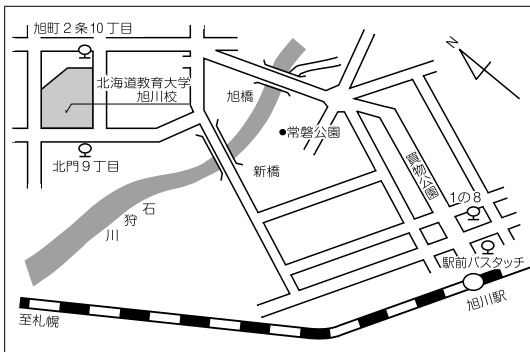 旭町2条10丁目
北海道教育大学
旭川校
旭橋
N
常磐公園
北門9丁目
新橋
買物公園
1の8
石狩川
駅前バスタッチ
旭川駅
至札幌